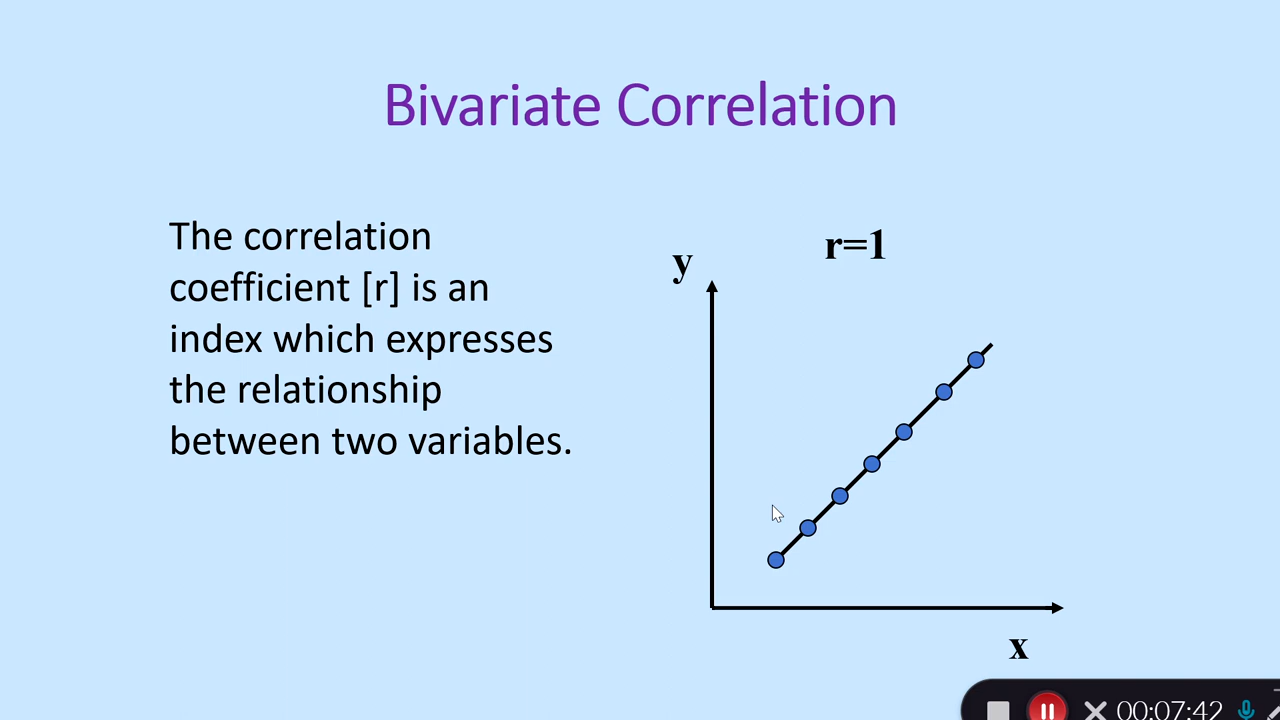 Bivariate Correlation
The correlation
coefficient [r] is an
index which expresses
the relationship
between two variables.
r=1
y
x
00:07:42